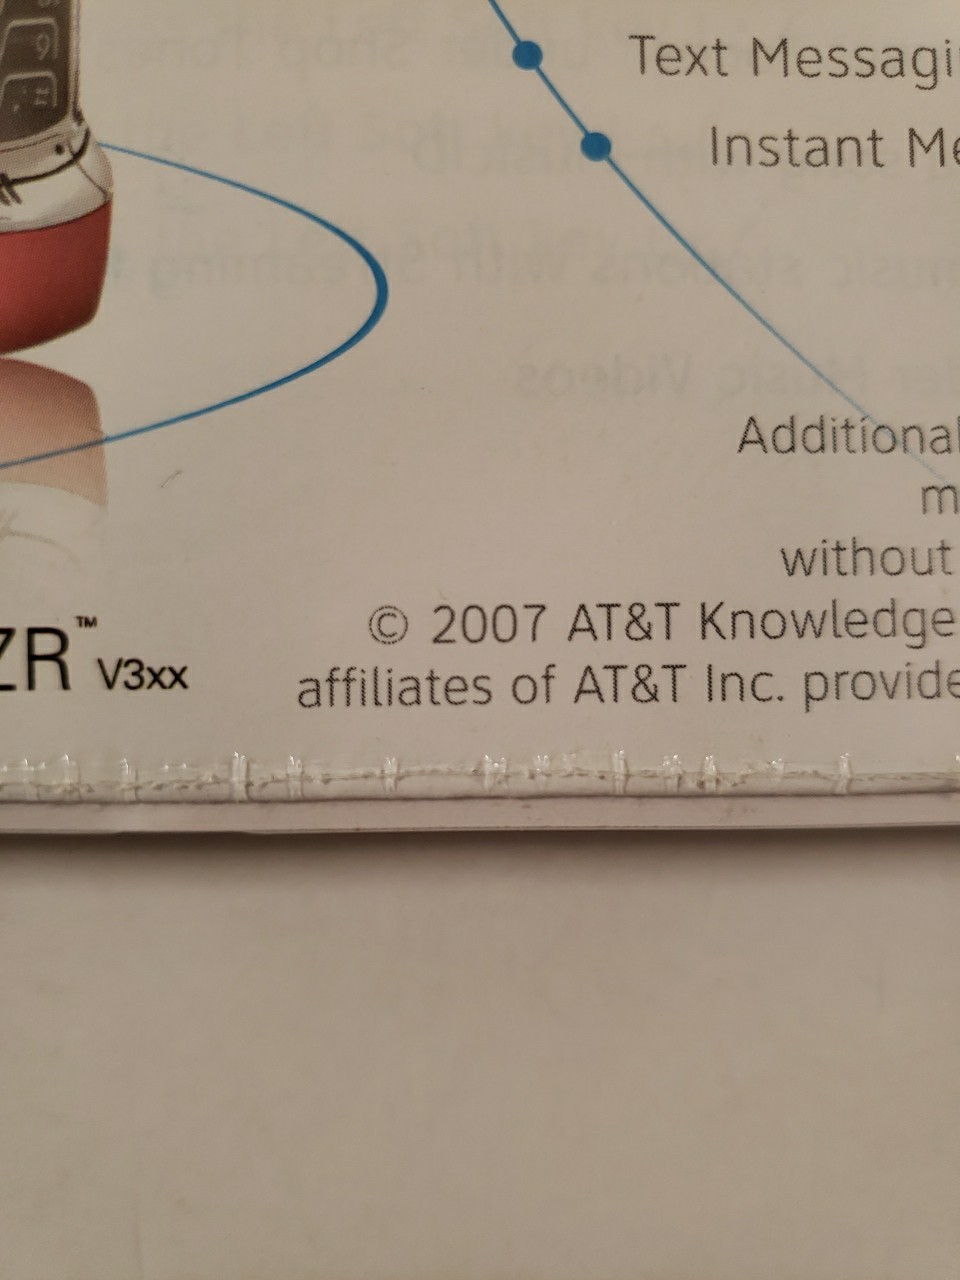 Text Messagi
Instant Me
Additional
m
without
ZR™ V3xx
© 2007 AT&T Knowledge
affiliates of AT&T Inc. provide